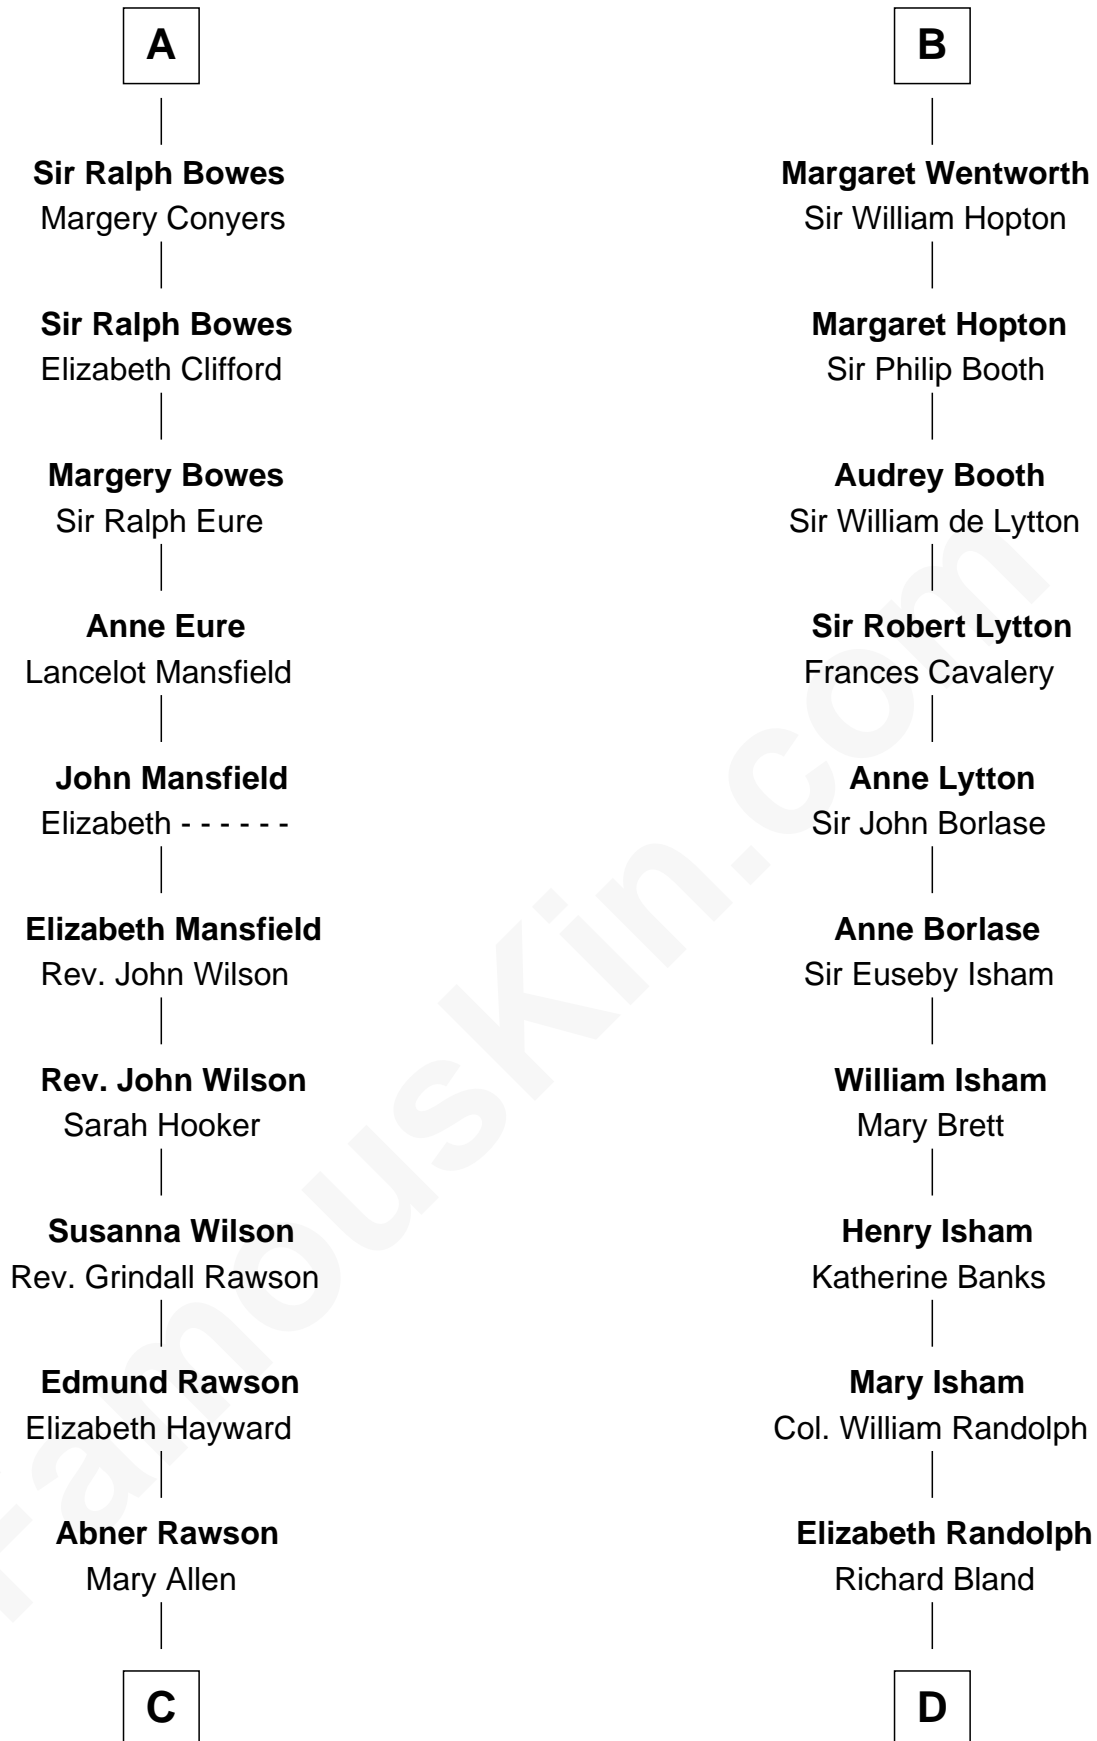 A
Sir Ralph Bowes
Margery Conyers
Sir Ralph Bowes
Elizabeth Clifford
Margery Bowes
Sir Ralph Eure
Anne Eure
Lancelot Mansfield
John Mansfield
Elizabeth - - - - - -
Elizabeth Mansfield
Rev. John Wilson
Rev. John Wilson
Sarah Hooker
Susanna Wilson
Rev. Grindall Rawson
Edmund Rawson
Elizabeth Hayward
Abner Rawson
Mary Allen
C
B
Margaret Wentworth
Sir William Hopton
Margaret Hopton
Sir Philip Booth
Audrey Booth
Sir William de Lytton
Sir Robert Lytton
Frances Cavalery
Anne Lytton
Sir John Borlase
Anne Borlase
Sir Euseby Isham
William Isham
Mary Brett
Henry Isham
Katherine Banks
Mary Isham
Col. William Randolph
Elizabeth Randolph
Richard Bland
D
FamousKin.com